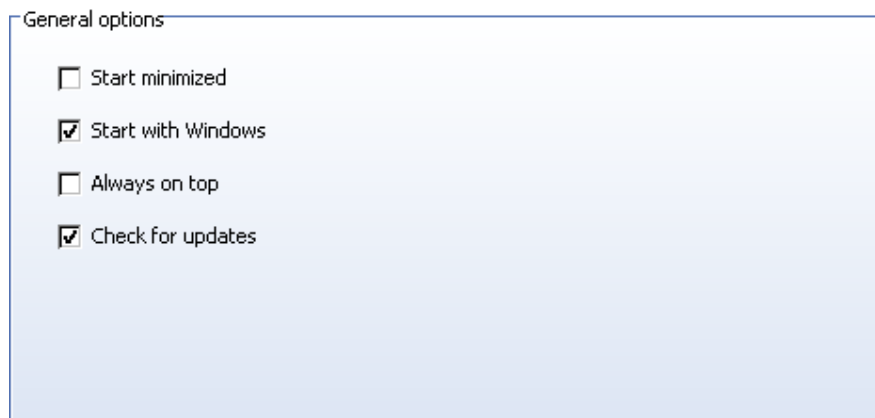 General options
Start minimized
Start with Windows
Always on top
Check for updates